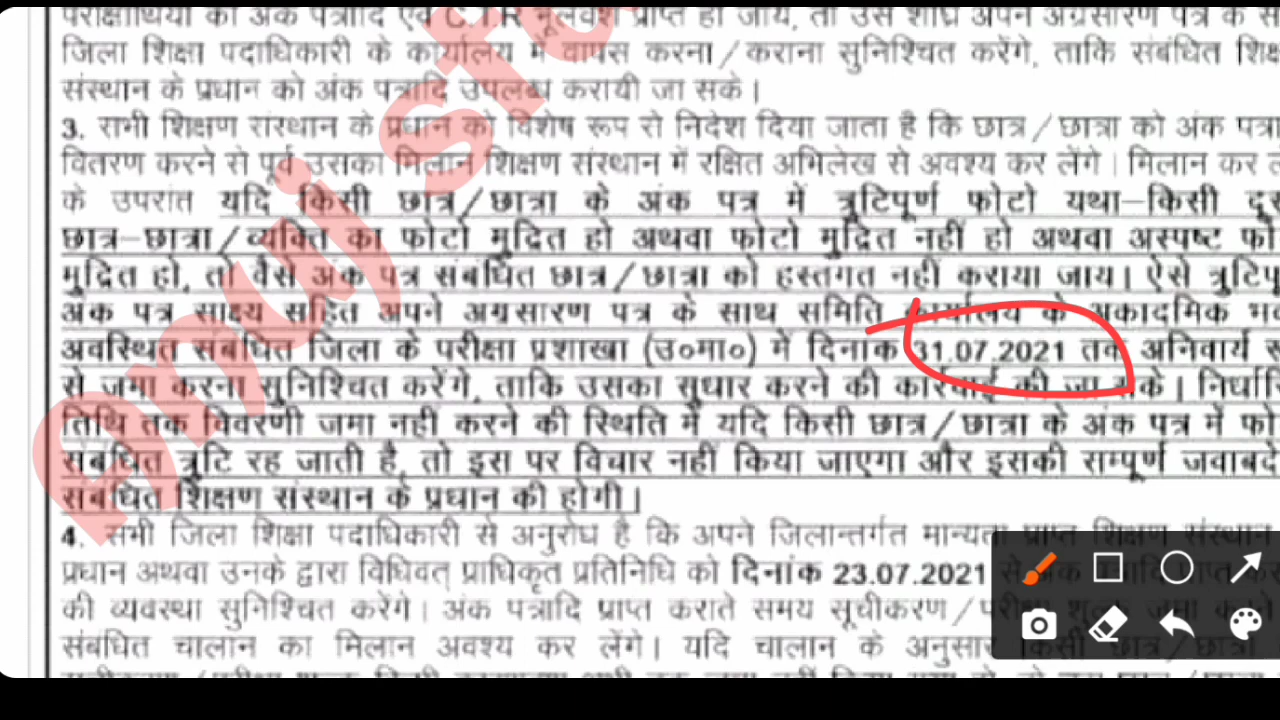 परीक्षार्थियों का अंक पत्रादि एवं C.T.R भूलवश प्राप्त हो जाय, तो उसे शीघ्र अपने अग्रसारण पत्र के
जिला शिक्षा पदाधिकारी के कार्यालय में वापस करना/कराना सुनिश्चित करेंगे, ताकि संबंधित
संस्थान के प्रधान को अंक पत्रादि उपलब्ध करायी जा सके।
3. सभी शिक्षण संस्थान के प्रधान को विशेष रूप से निदेश दिया जाता है कि छात्र/छात्रा को अंक
वितरण करने से पूर्व उसका मिलान शिक्षण संस्थान में रक्षित अभिलेख से अवश्य कर लेंगे। मिलान कर
के उपरांत यदि किसी छात्र/छात्रा के अंक पत्र में त्रुटिपूर्ण फोटो यथा–किसी
छात्र–छात्रा/व्यक्ति का फोटो मुद्रित हो अथवा फोटो मुद्रित नहीं हो अथवा अस्पष्ट
मुद्रित हो, तो वैसे अंक पत्र संबंधित छात्र/छात्रा को हस्तगत नहीं कराया जाय। ऐसे
अंक पत्र साक्ष्य सहित अपने अग्रसारण पत्र के साथ समिति कार्यालय के अकादमिक
अवस्थित संबंधित जिला के परीक्षा प्रशाखा (उ०मा०) में दिनांक 31.07.2021 तक अनिवार्य
से जमा करना सुनिश्चित करेंगे, ताकि उसका सुधार करने की कार्रवाई की जा सके।
तिथि तक विवरणी जमा नहीं करने की स्थिति में यदि किसी छात्र/छात्रा के अंक पत्र में
संबंधित त्रुटि रह जाती है, तो इस पर विचार नहीं किया जाएगा और इसकी सम्पूर्ण
संबंधित शिक्षण संस्थान के प्रधान की होगी।
4. सभी जिला शिक्षा पदाधिकारी से अनुरोध है कि अपने जिलान्तर्गत मान्यता प्राप्त शिक्षण संस्थान
प्रधान अथवा उनके द्वारा विधिवत् प्राधिकृत प्रतिनिधि को दिनांक 23.07.2021 से अंक
की व्यवस्था सुनिश्चित करेंगे। अंक पत्रादि प्राप्त कराते समय सूचीकरण/परीक्षा शुल्क जमा
संबंधित चालान का मिलान अवश्य कर लेंगे। यदि चालान के अनुसार किसी छात्र/छात्रा
Anuj